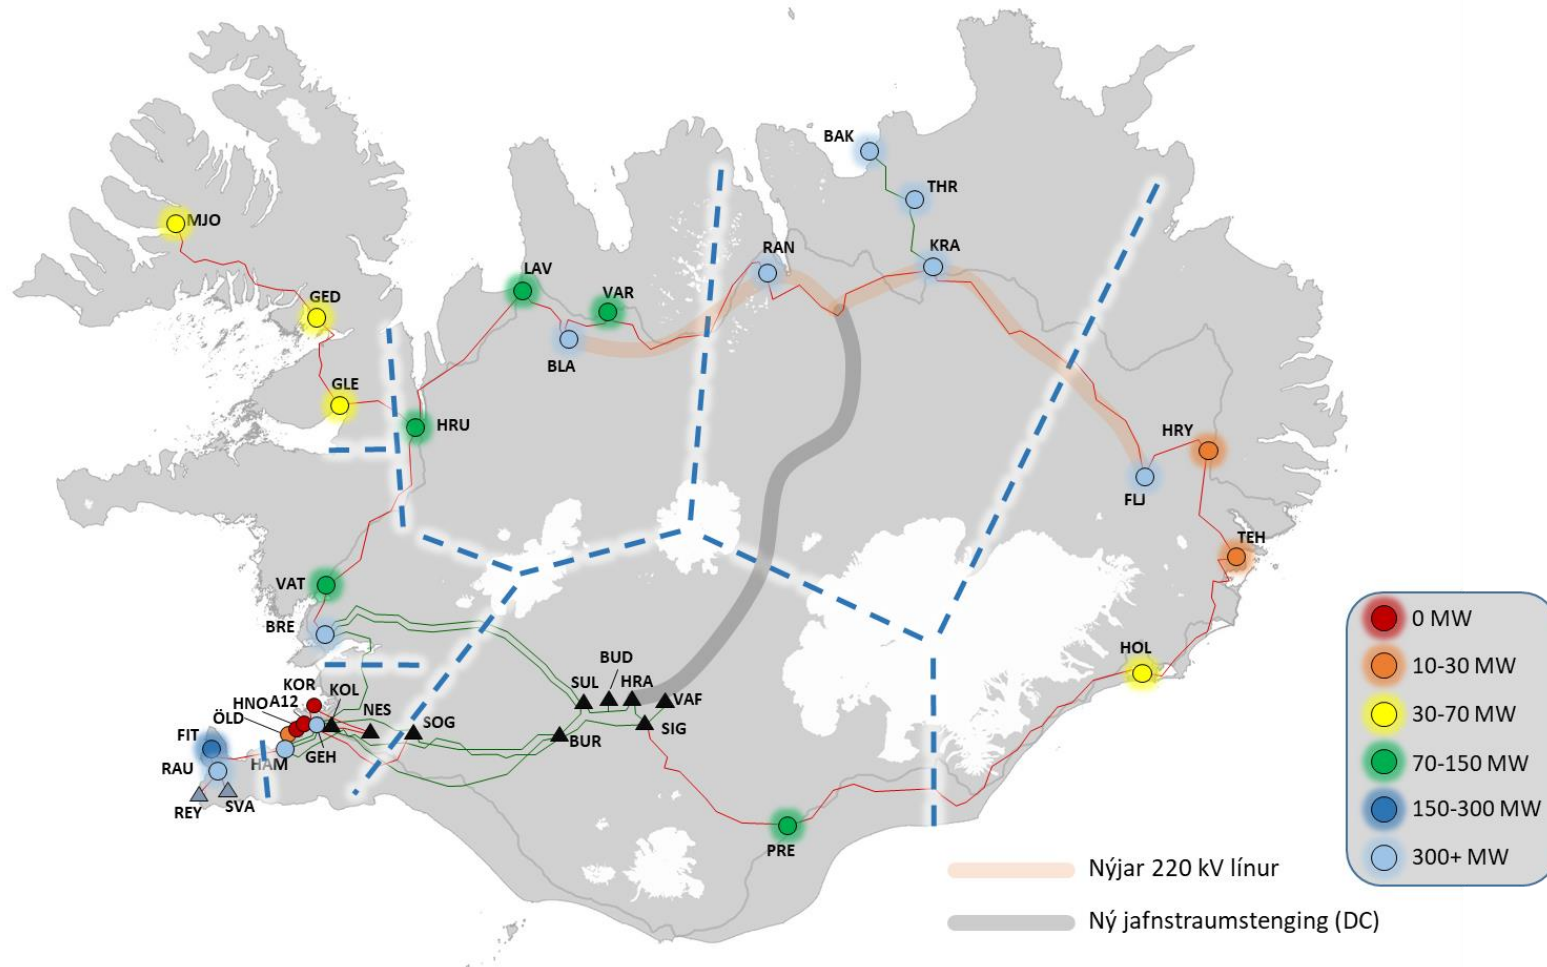 BAK
THR
MJO
RAN
KRA
LAV
VAR
GED
BLA
GLE
HRU
HRY
FLJ
TEH
VAT
BRE
HOL
BUD
SUL
HRA
VAF
KOR
KOL
HNO
A12
NES
ÖLD
SOG
SIG
FIT
BUR
HAM
GEH
RAU
REY
SVA
PRE
0 MW
10-30 MW
30-70 MW
70-150 MW
150-300 MW
300+ MW
Nýjar 220 kV línur
Ný jafnstraumstenging (DC)